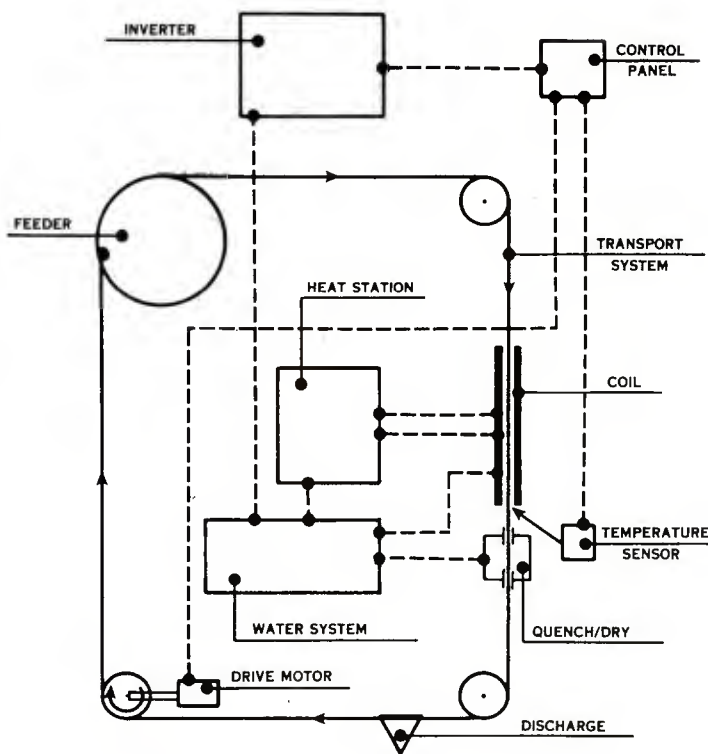 INVERTER
CONTROL
PANEL
FEEDER
TRANSPORT
SYSTEM
HEAT STATION
COIL
TEMPERATURE
SENSOR
WATER SYSTEM
QUENCH/DRY
DRIVE MOTOR
DISCHARGE